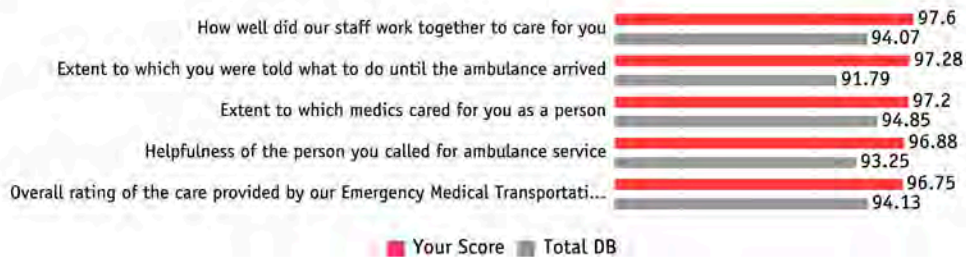 How well did our staff work together to care for you
97.6
94.07
Extent to which you were told what to do until the ambulance arrived
97.28
91.79
Extent to which medics cared for you as a person
97.2
94.85
Helpfulness of the person you called for ambulance service
96.88
93.25
Overall rating of the care provided by our Emergency Medical Transportati...
96.75
94.13
Your Score Total DB